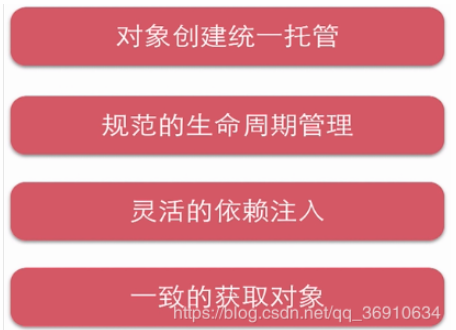 对象创建统一托管
规范的生命周期管理
灵活的依赖注入
一致的获取对象
https://blog.csdn.net/qq_36910634